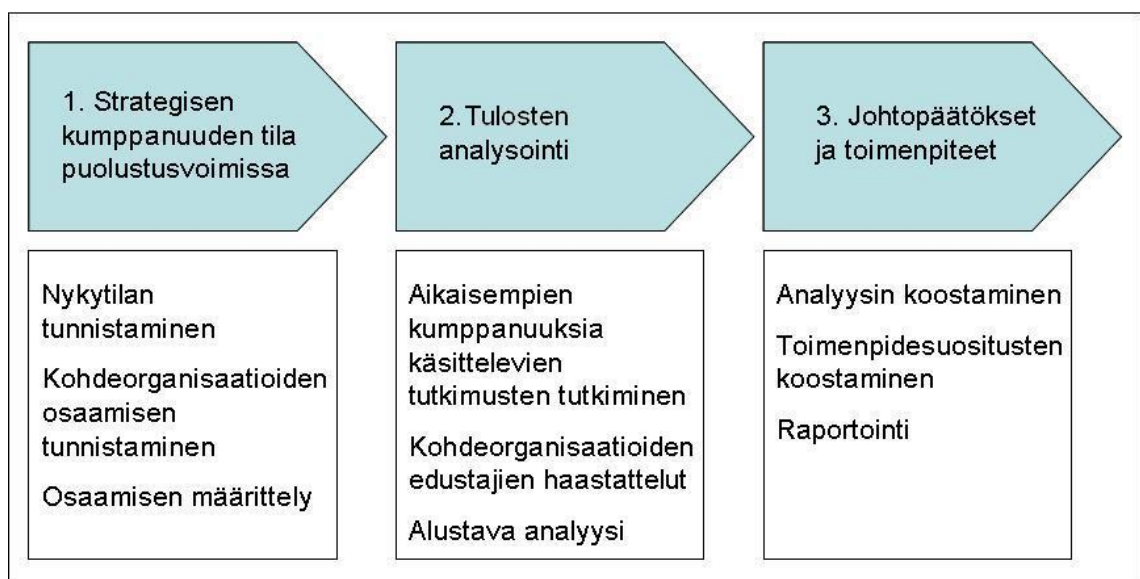 1. Strategisen
kumppanuuden tila
puolustusvoimissa
2.Tulosten
analysointi
3. Johtopäätökset
ja toimenpiteet
Nykytilan
tunnistaminen
Kohdeorganisaatioiden
osaamisen
tunnistaminen
Osaamisen määrittely
Aikaisempien
kumppanuuksia
käsittelevien
tutkimusten tutkiminen
Kohdeorganisaatioiden
edustajien haastattelut
Alustava analyysi
Analyysin koostaminen
Toimenpidesuositusten
koostaminen
Raportointi